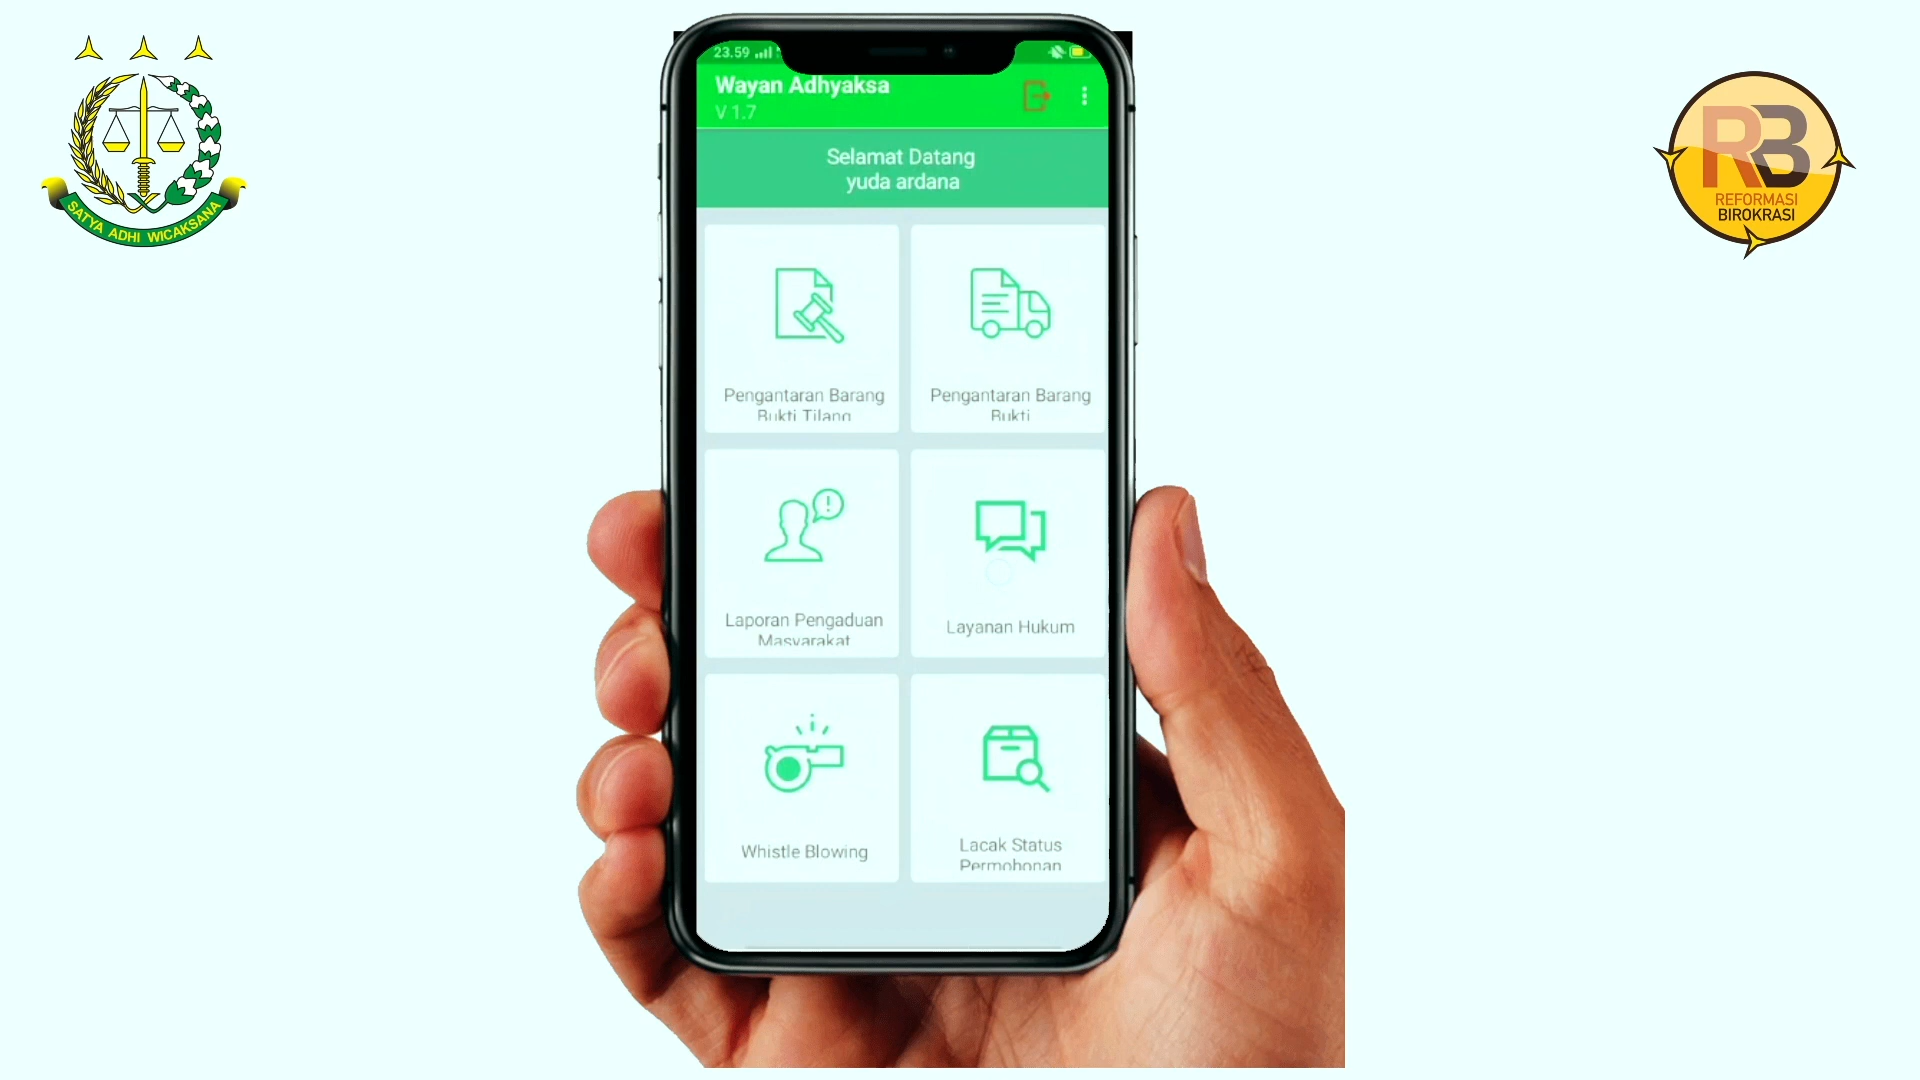 SATYA ADHI WICAKSANA
23.59
Wayan Adhyaksa
V 1.7
Selamat Datang
yuda ardana
Pengantaran Barang
Bukti Tilang
Pengantaran Barang
Bukti
Laporan Pengaduan
Masyarakat
Layanan Hukum
Whistle Blowing
Lacak Status
Permohonan
RB
REFORMASI
BIROKRASI